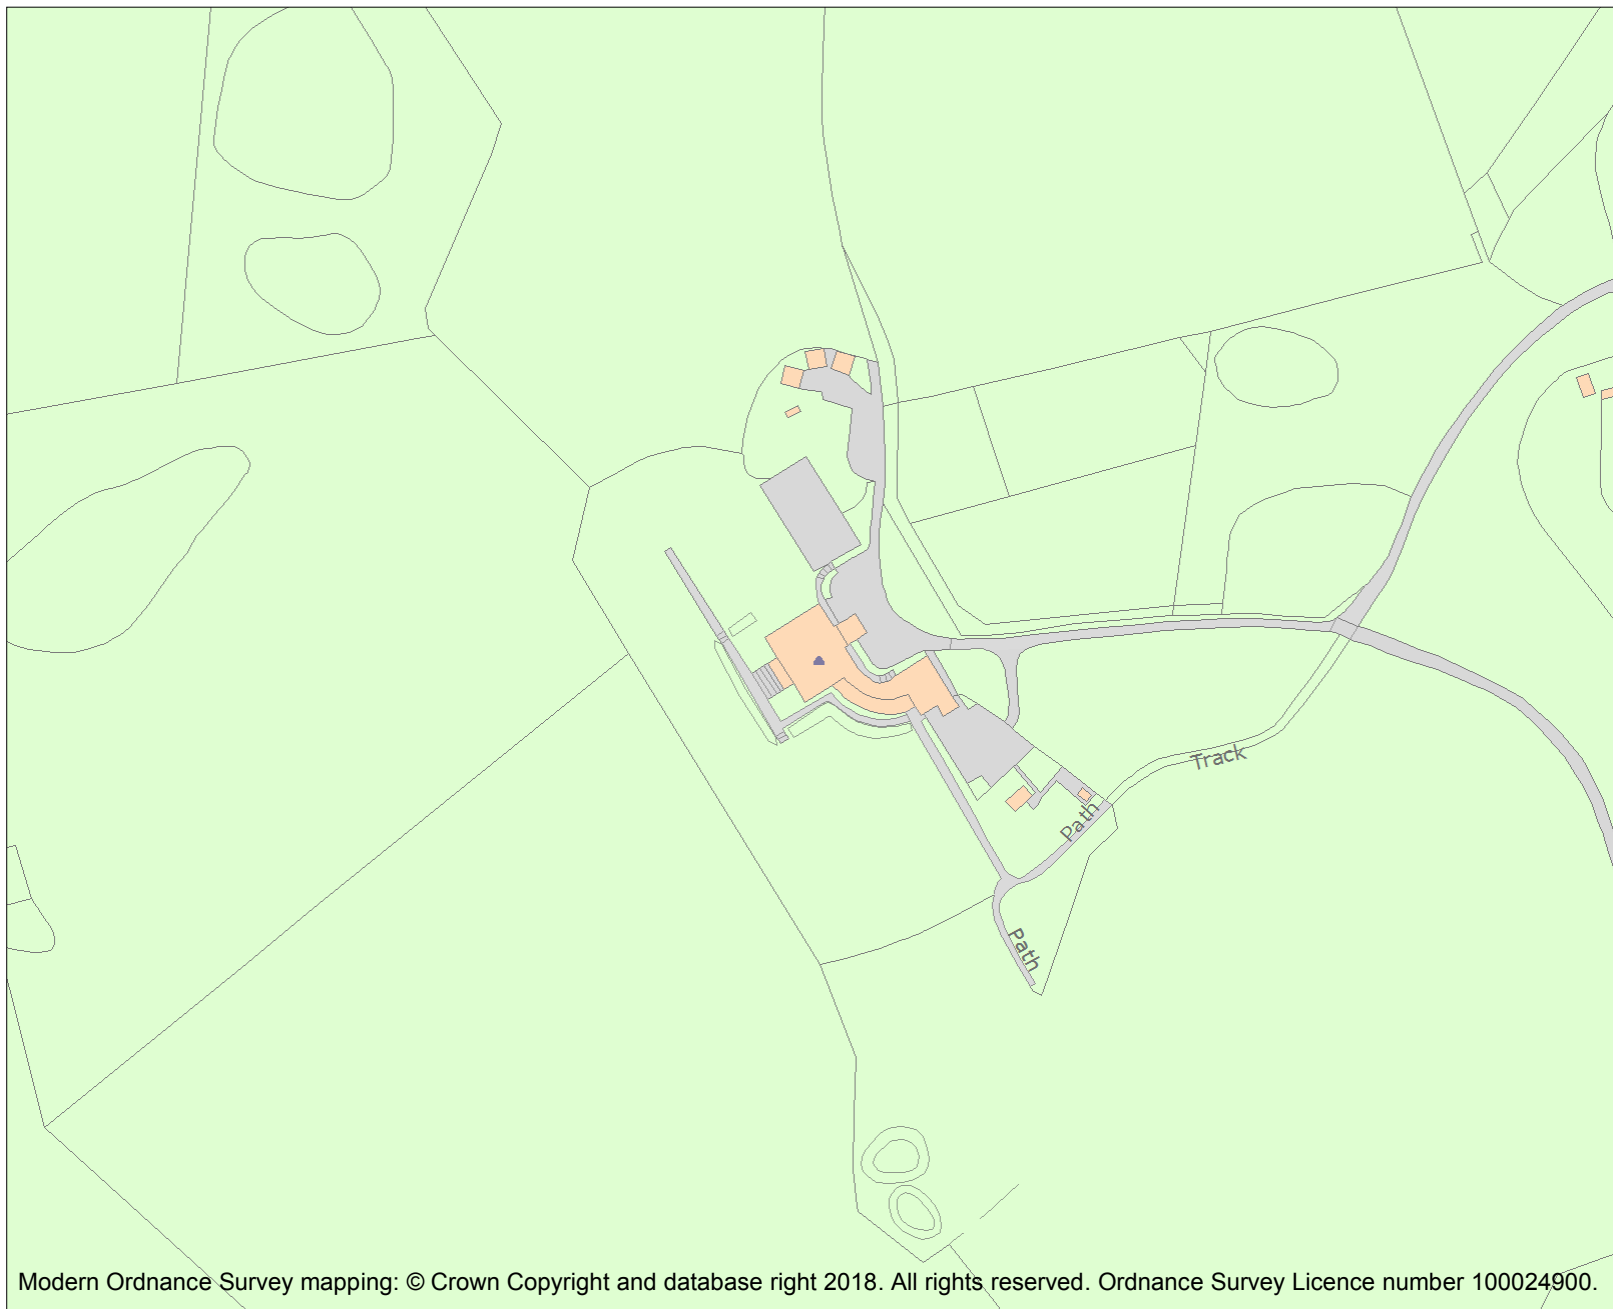 Track
Path
Path
Modern Ordnance Survey mapping: © Crown Copyright and database right 2018. All rights reserved. Ordnance Survey Licence number 100024900.